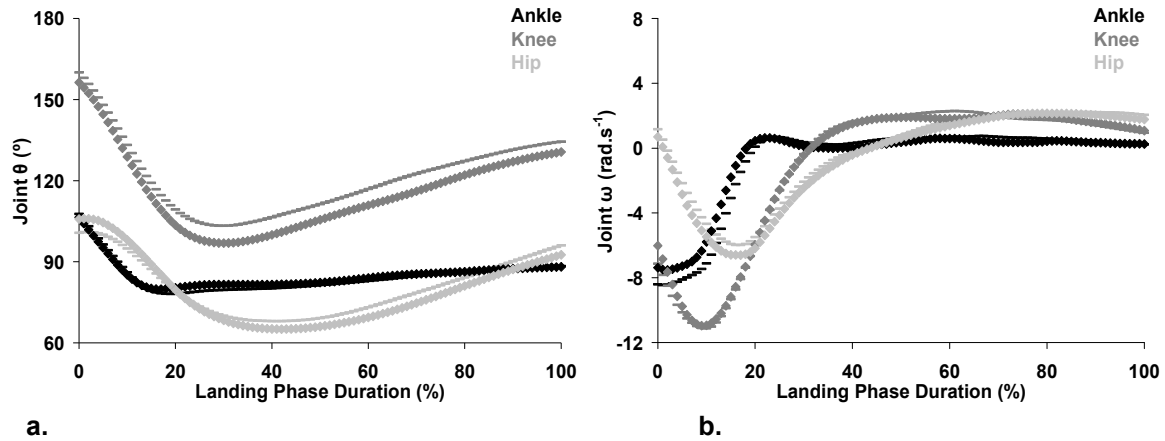 180
150
120
90
60
Joint θ (º)
Ankle
Knee
Hip
0 20 40 60 80 100
Landing Phase Duration (%)
a.
8
4
0
-4
-8
-12
Joint ω (rad.s⁻¹)
Ankle
Knee
Hip
0 20 40 60 80 100
Landing Phase Duration (%)
b.